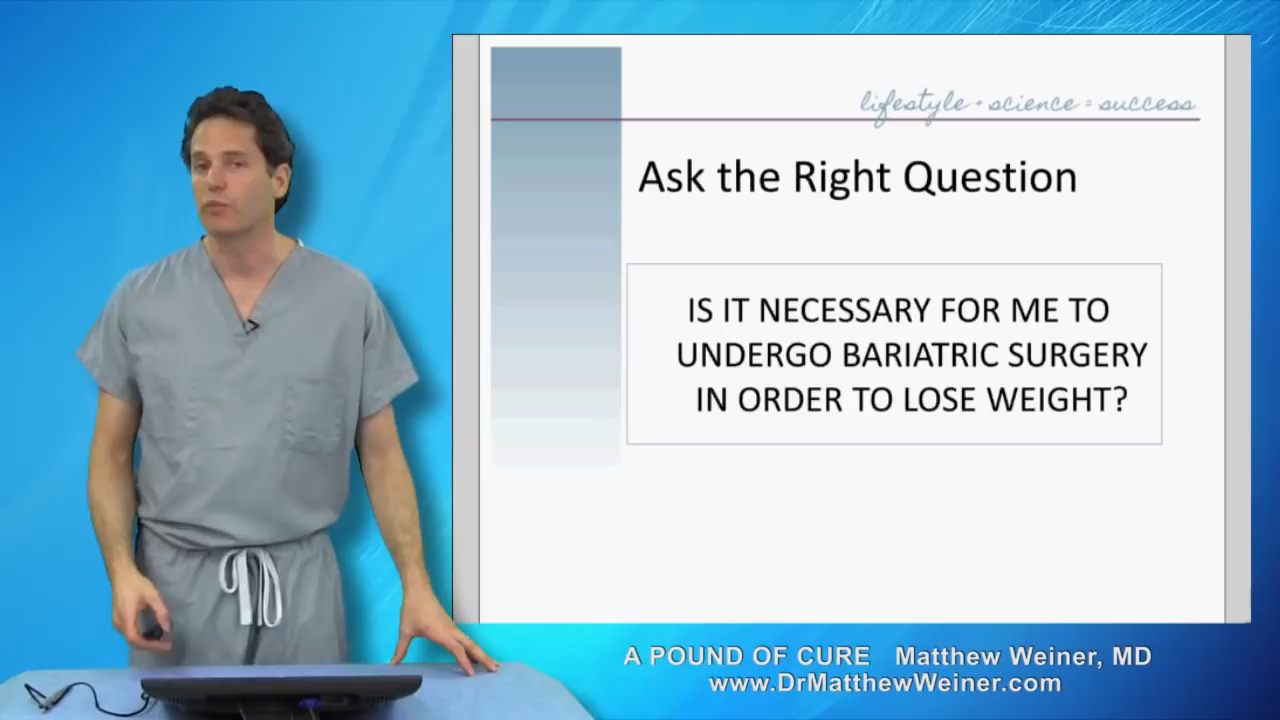 lifestyle + science = success
Ask the Right Question
IS IT NECESSARY FOR ME TO
UNDERGO BARIATRIC SURGERY
IN ORDER TO LOSE WEIGHT?
A POUND OF CURE Matthew Weiner, MD
www.DrMatthewWeiner.com